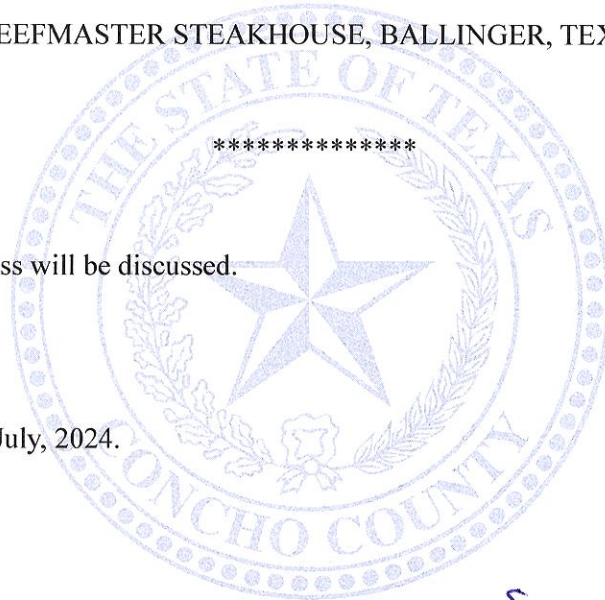 EEFMASTER STEAKHOUSE, BALLINGER, TEX
THE STATE OF TEXAS
**************
ss will be discussed.
July, 2024.
CONCHO COUNTY